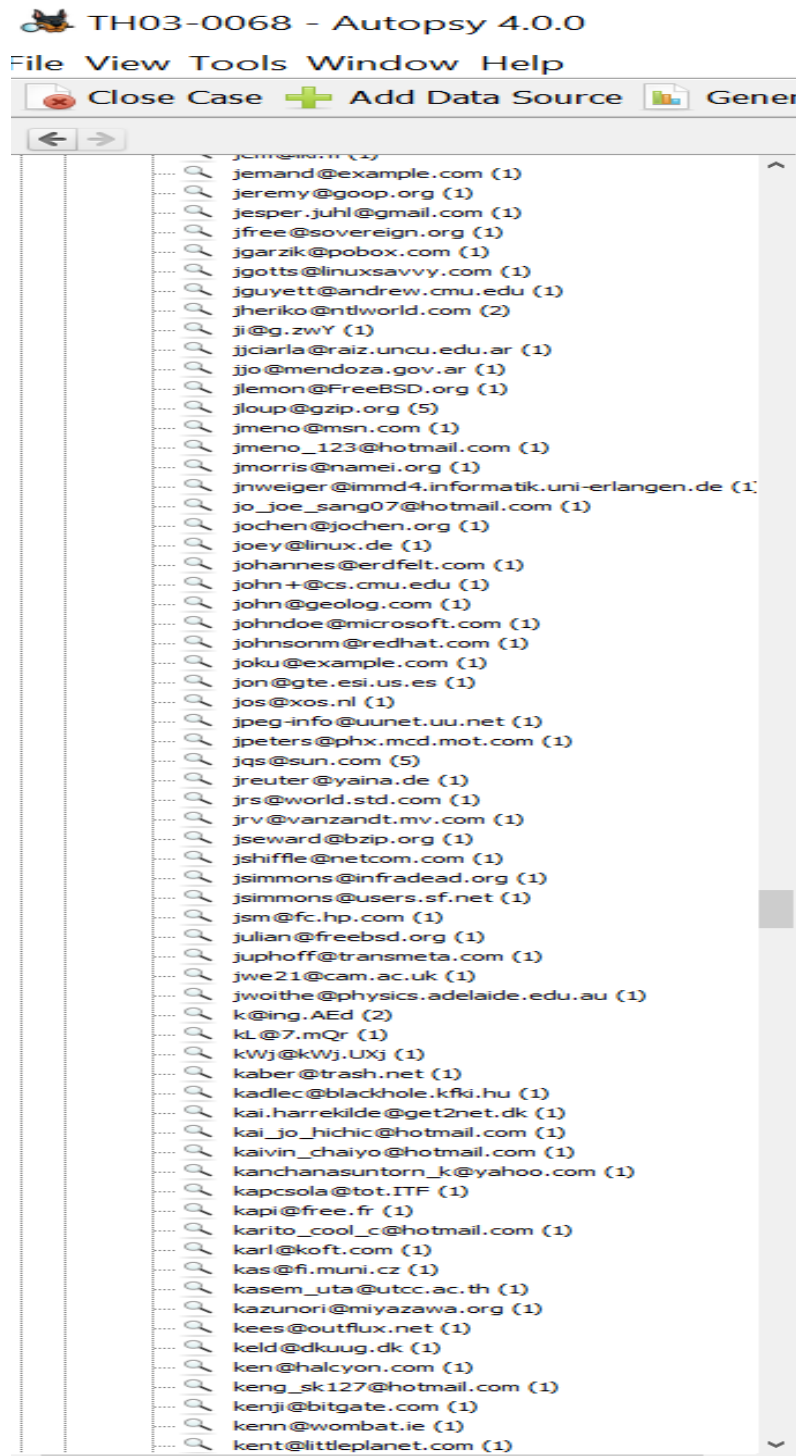 TH03-0068 - Autopsy 4.0.0
File View Tools Window Help
Close Case Add Data Source Gener
jemand@example.com (1)
jeremy@goop.org (1)
jesper.juhl@gmail.com (1)
jfree@sovereign.org (1)
jgarzik@pobox.com (1)
jgotts@linuxsavvy.com (1)
jguyett@andrew.cmu.edu (1)
jheriko@ntlworld.com (2)
ji@g.zwY (1)
jjciarla@raiz.uncu.edu.ar (1)
jjo@mendoza.gov.ar (1)
jlemon@FreeBSD.org (1)
jloup@gzip.org (5)
jmeno@msn.com (1)
jmeno_123@hotmail.com (1)
jmorris@namei.org (1)
jnweiger@immd4.informatik.uni-erlangen.de (1)
jo_joe_sang07@hotmail.com (1)
jochen@jochen.org (1)
joey@linux.de (1)
johannes@erdfelt.com (1)
john+@cs.cmu.edu (1)
john@geolog.com (1)
johndoe@microsoft.com (1)
johnsonm@redhat.com (1)
joku@example.com (1)
jon@gte.esi.us.es (1)
jos@xos.nl (1)
jpeg-info@uunet.uu.net (1)
jpeters@phx.mcd.mot.com (1)
jqs@sun.com (5)
jreuter@yaina.de (1)
jrs@world.std.com (1)
jrv@vanzandt.mv.com (1)
jseward@bzip.org (1)
jshiffle@netcom.com (1)
jsimmons@infradead.org (1)
jsimmons@users.sf.net (1)
jsm@fc.hp.com (1)
julian@freebsd.org (1)
juphoff@transmeta.com (1)
jwe21@cam.ac.uk (1)
jwoithe@physics.adelaide.edu.au (1)
k@ing.AEd (2)
kL@7.mQr (1)
kWj@kWj.UXj (1)
kaber@trash.net (1)
kadlec@blackhole.kfki.hu (1)
kai.harrekilde@get2net.dk (1)
kai_jo_hichic@hotmail.com (1)
kaivin_chaiyo@hotmail.com (1)
kanchanasuntorn_k@yahoo.com (1)
kapcsola@tot.ITF (1)
kapi@free.fr (1)
karito_cool_c@hotmail.com (1)
karl@koft.com (1)
kas@fi.muni.cz (1)
kasem_uta@utcc.ac.th (1)
kazunori@miyazawa.org (1)
kees@outflux.net (1)
keld@dkuug.dk (1)
ken@halcyon.com (1)
keng_sk127@hotmail.com (1)
kenji@bitgate.com (1)
kenn@wombat.ie (1)
kent@littleplanet.com (1)